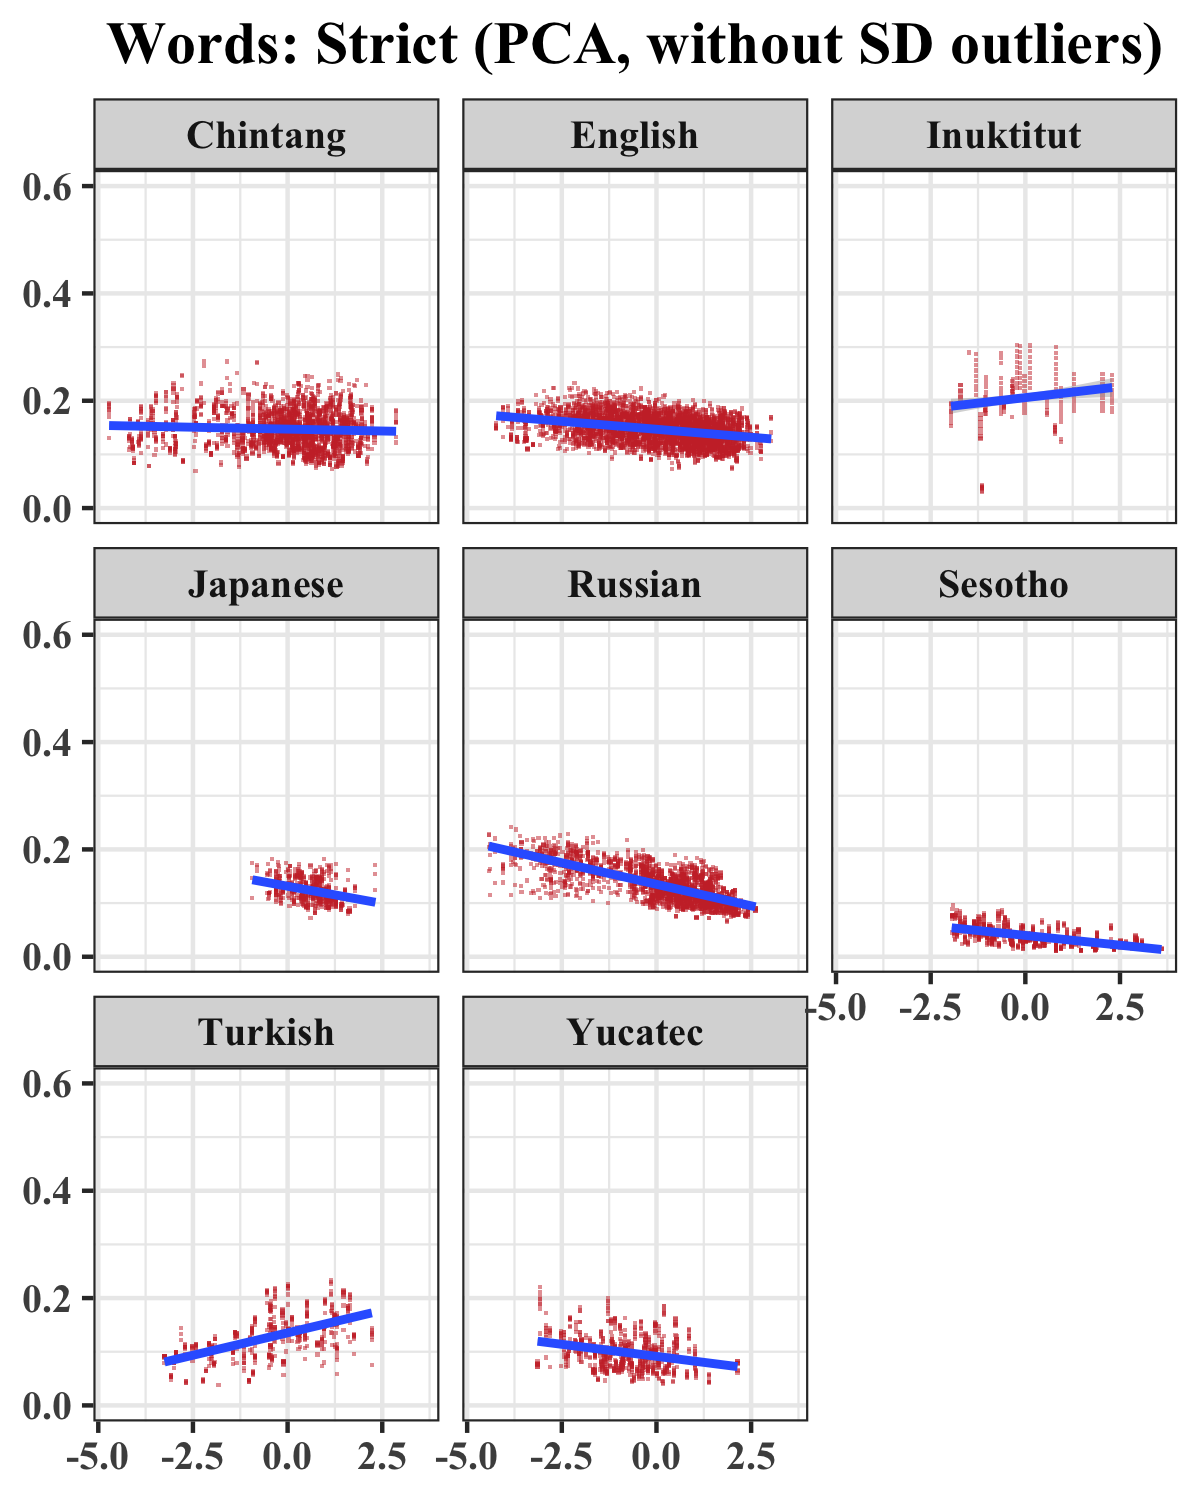 Words: Strict (PCA, without SD outliers)
Chintang English Inuktitut
0.6
0.4
0.2
0.0
Japanese Russian Sesotho
0.6
0.4
0.2
0.0
-5.0 -2.5 0.0 2.5
Turkish Yucatec
0.6
0.4
0.2
0.0
-5.0 -2.5 0.0 2.5 -5.0 -2.5 0.0 2.5